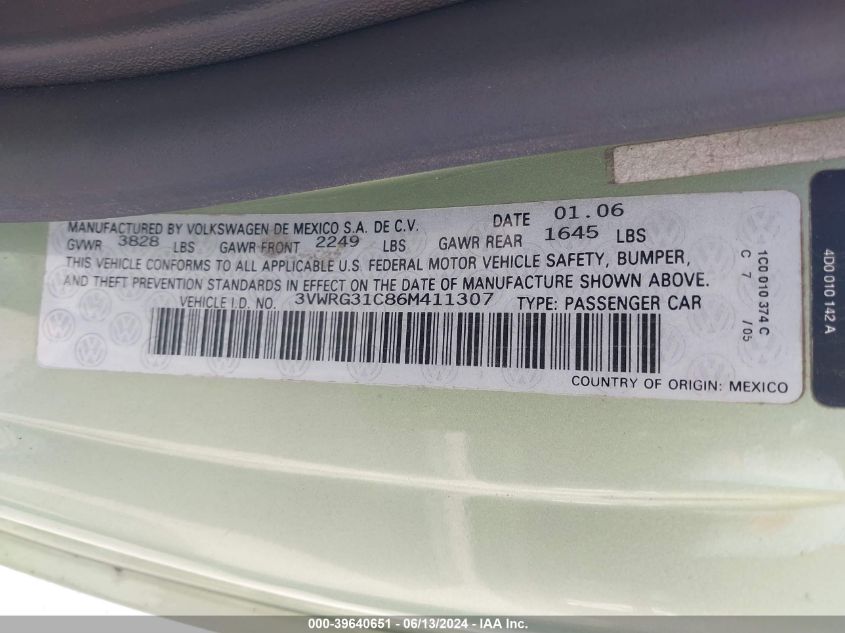 MANUFACTURED BY VOLKSWAGEN DE MEXICO S.A. DE C.V. DATE 01.06
GVWR 3828 LBS GAWR FRONT 2249 LBS GAWR REAR 1645 LBS
THIS VEHICLE CONFORMS TO ALL APPLICABLE U.S. FEDERAL MOTOR VEHICLE SAFETY, BUMPER,
AND THEFT PREVENTION STANDARDS IN EFFECT ON THE DATE OF MANUFACTURE SHOWN ABOVE.
VEHICLE I.D. NO. 3VWRG31C86M411307 TYPE: PASSENGER CAR
COUNTRY OF ORIGIN: MEXICO
1C0 010 374 C
C 7 /05
4D0 010 142 A
000-39640651 - 06/13/2024 - IAA Inc.